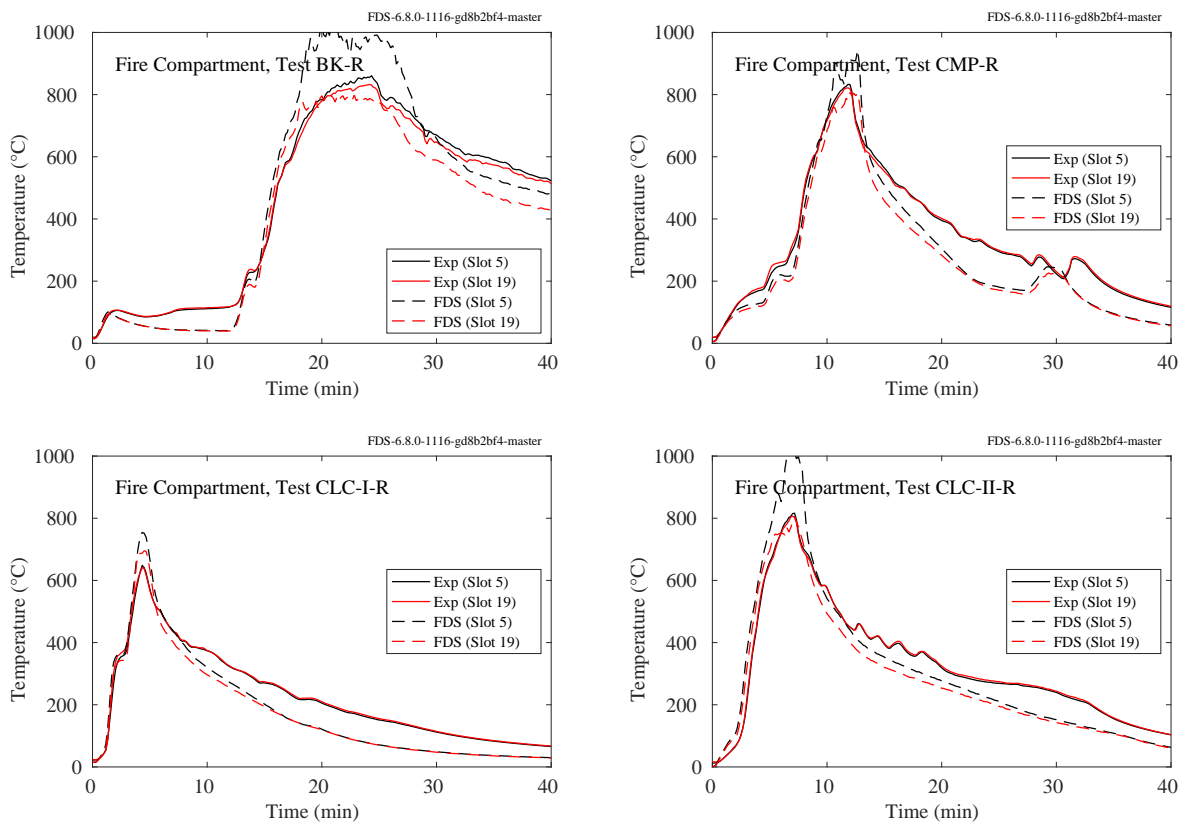 FDS-6.8.0-1116-gd8b2bf4-master
Fire Compartment, Test BK-R
Temperature (°C)
1000
800
600
400
200
0
0 10 20 30 40
Time (min)
Exp (Slot 5)
Exp (Slot 19)
FDS (Slot 5)
FDS (Slot 19)
FDS-6.8.0-1116-gd8b2bf4-master
Fire Compartment, Test CMP-R
Temperature (°C)
1000
800
600
400
200
0
0 10 20 30 40
Time (min)
Exp (Slot 5)
Exp (Slot 19)
FDS (Slot 5)
FDS (Slot 19)
FDS-6.8.0-1116-gd8b2bf4-master
Fire Compartment, Test CLC-I-R
Temperature (°C)
1000
800
600
400
200
0
0 10 20 30 40
Time (min)
Exp (Slot 5)
Exp (Slot 19)
FDS (Slot 5)
FDS (Slot 19)
FDS-6.8.0-1116-gd8b2bf4-master
Fire Compartment, Test CLC-II-R
Temperature (°C)
1000
800
600
400
200
0
0 10 20 30 40
Time (min)
Exp (Slot 5)
Exp (Slot 19)
FDS (Slot 5)
FDS (Slot 19)